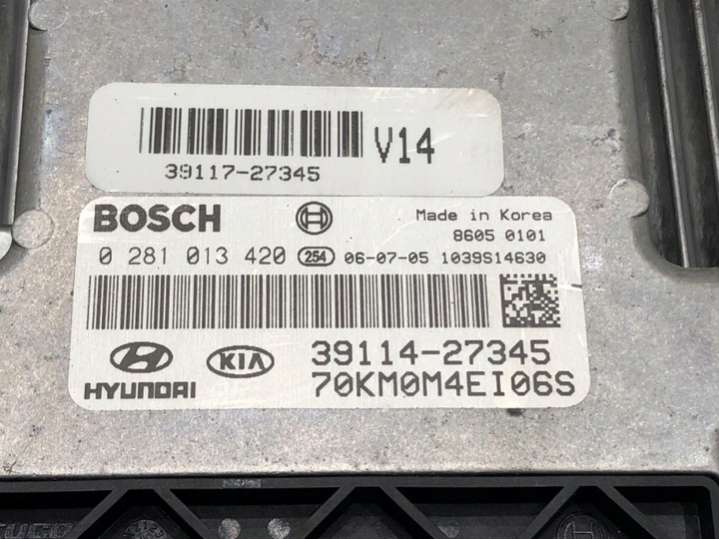 V14
39117-27345
BOSCH
Made in Korea
8605 0101
0 281 013 420 254 06-07-05 1039S14630
HYUNDAI KIA
39114-27345
70KM0M4EI06S